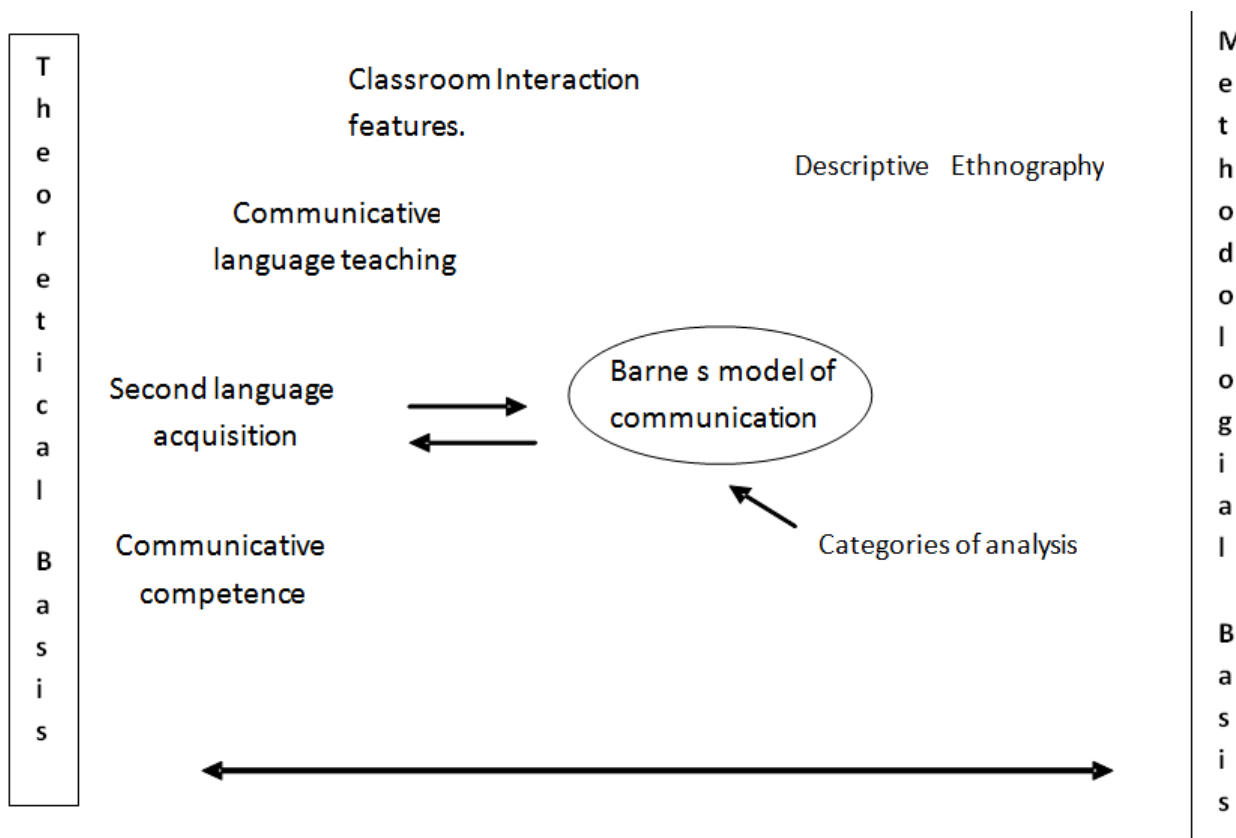 Theoretical Basis
Classroom Interaction
features.
Descriptive Ethnography
Communicative
language teaching
Second language
acquisition
Barne s model of
communication
Communicative
competence
Categories of analysis
Methodologial Basis